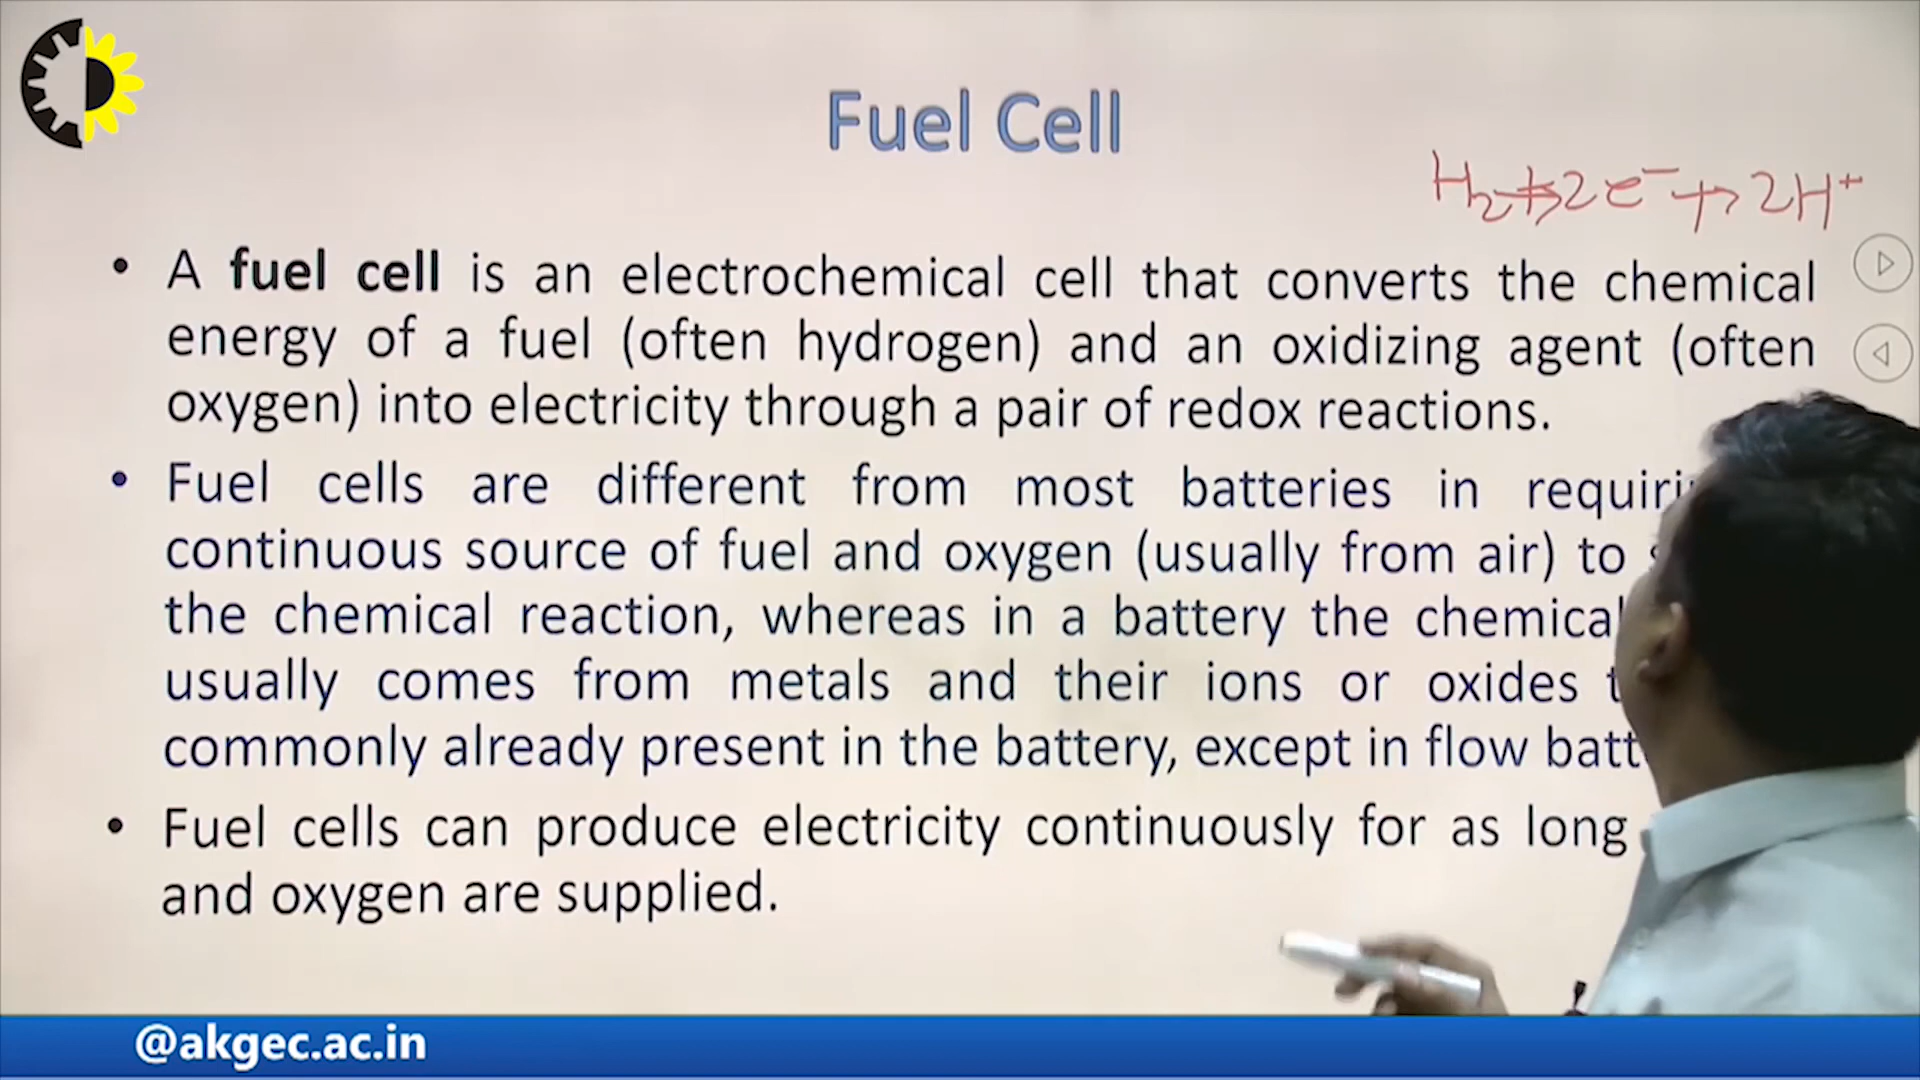 Fuel Cell
• A fuel cell is an electrochemical cell that converts the chemical
energy of a fuel (often hydrogen) and an oxidizing agent (often
oxygen) into electricity through a pair of redox reactions.
• Fuel cells are different from most batteries in
continuous source of fuel and oxygen (usually from air) to
the chemical reaction, whereas in a battery the chemical
usually comes from metals and their ions or oxides
commonly already present in the battery, except in flow
• Fuel cells can produce electricity continuously for as long
and oxygen are supplied.
@akgec.ac.in